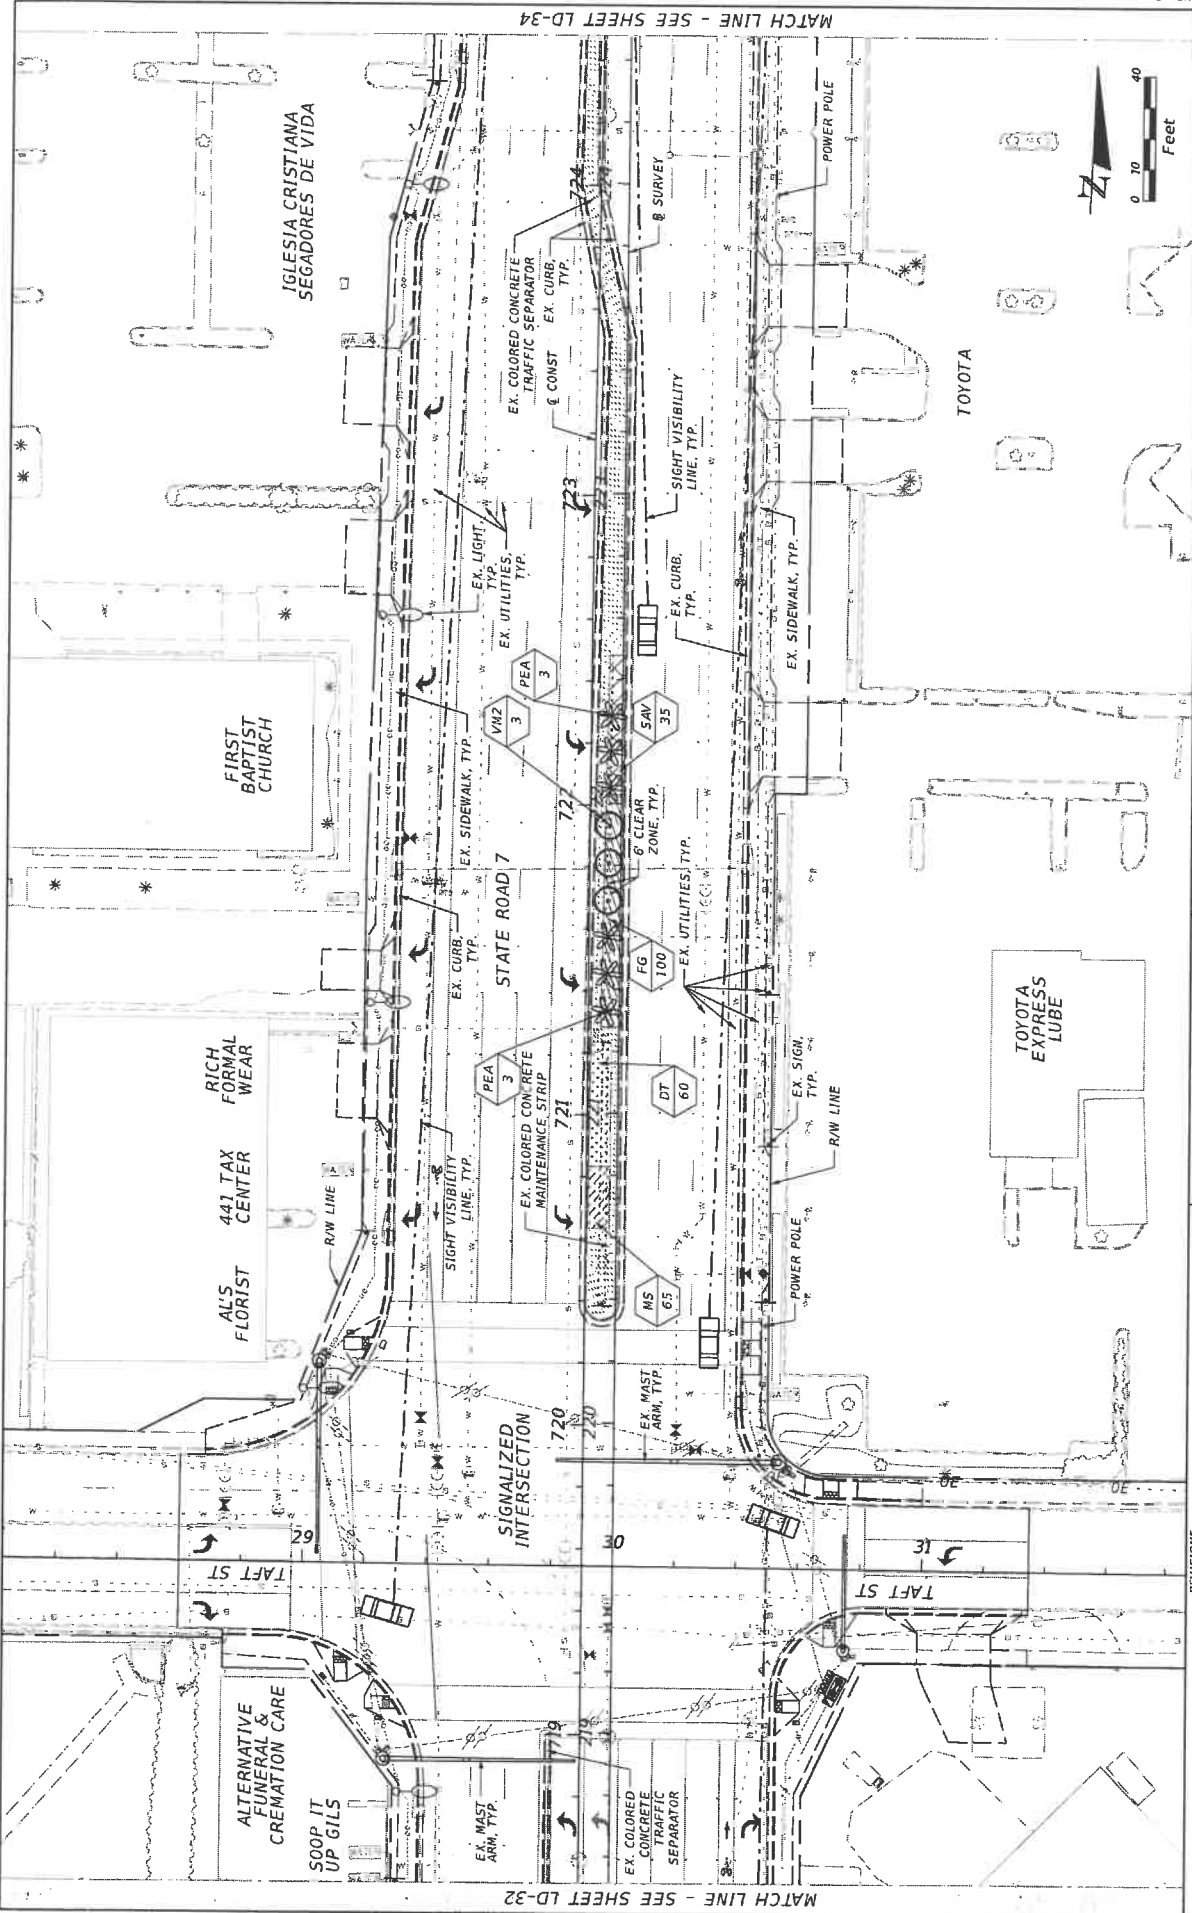 MATCH LINE - SEE SHEET LD-34
IGLESIA CRISTIANA
SEGADORES DE VIDA
EX. COLORED CONCRETE
TRAFFIC SEPARATOR
EX. CURB,
TYP.
724
224
℄ CONST
℄ SURVEY
POWER POLE
N
0 10 40
Feet
TOYOTA
723
223
SIGHT VISIBILITY
LINE, TYP.
EX. LIGHT,
TYP.
EX. UTILITIES,
TYP.
EX. CURB,
TYP.
EX. SIDEWALK, TYP.
FIRST
BAPTIST
CHURCH
VM2
3
PEA
3
SAV
35
EX. SIDEWALK, TYP.
722
6' CLEAR
ZONE, TYP.
STATE ROAD 7
EX. CURB,
TYP.
FG
100
EX. UTILITIES, TYP.
RICH
FORMAL
WEAR
441 TAX
CENTER
AL'S
FLORIST
R/W LINE
SIGHT VISIBILITY
LINE, TYP.
PEA
3
EX. COLORED CONCRETE
MAINTENANCE STRIP
721
221
DT
60
MS
65
EX. SIGN,
TYP.
R/W LINE
POWER POLE
TOYOTA
EXPRESS
LUBE
SIGNALIZED
INTERSECTION
720
220
EX. MAST
ARM, TYP.
29
30
31
TAFT ST
TAFT ST
ALTERNATIVE
FUNERAL &
CREMATION CARE
SOOP IT
UP GILS
EX. MAST
ARM, TYP.
719
219
EX. COLORED
CONCRETE
TRAFFIC
SEPARATOR
MATCH LINE - SEE SHEET LD-32